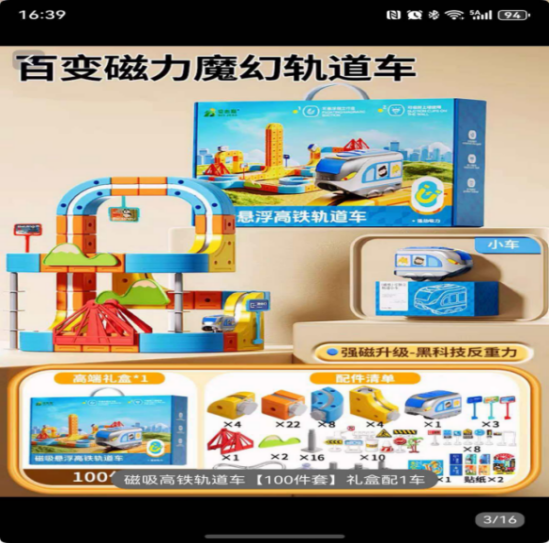 16:39
5A
94
百变磁力魔幻轨道车
悬浮高铁轨道车
小车
强磁升级-黑科技反重力
高端礼盒*1
配件清单
×4
×22
×8
×4
×1
×3
×1
×2
×16
×10
×8
×1
贴纸×2
磁吸悬浮高铁轨道车
100
磁吸高铁轨道车【100件套】礼盒配1车
3/16